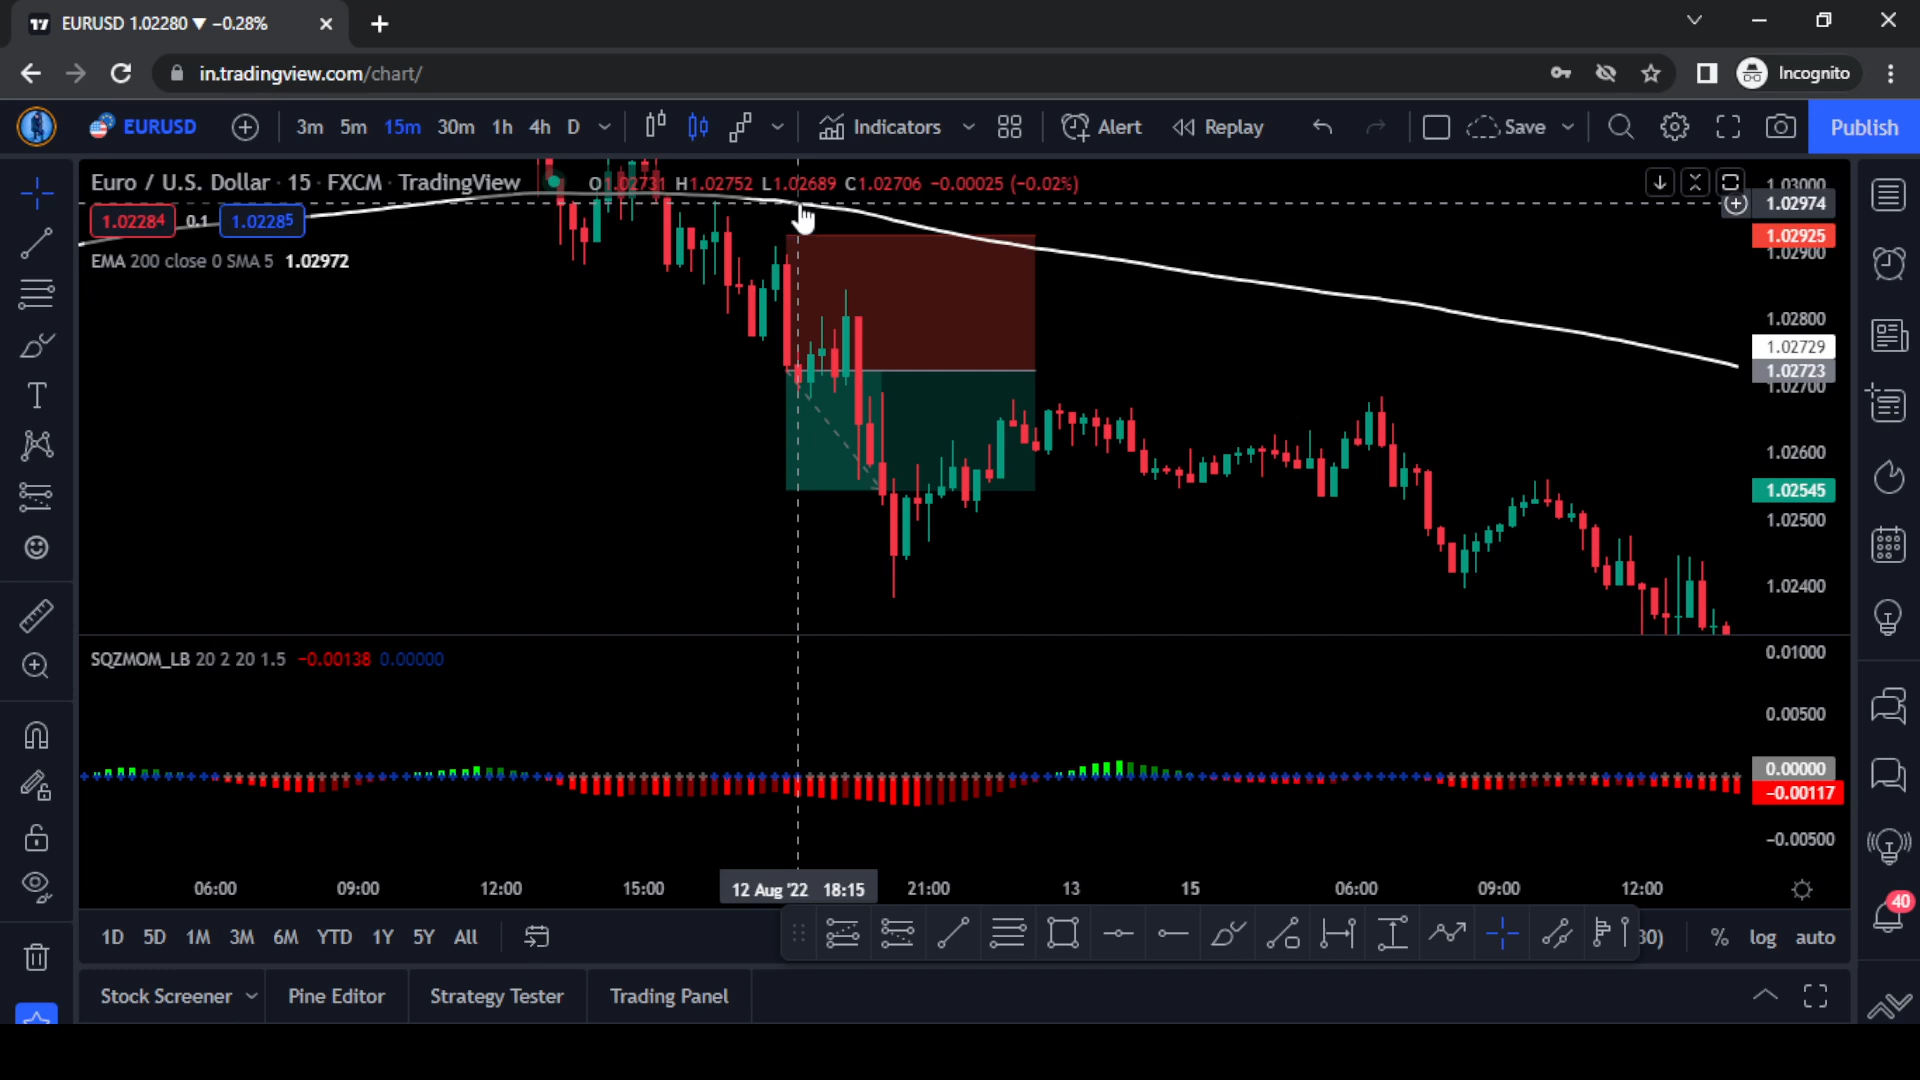 EURUSD 1.02280 ▼ −0.28%
in.tradingview.com/chart/
Incognito
EURUSD 3m 5m 15m 30m 1h 4h D Indicators Alert Replay Save Publish
Euro / U.S. Dollar · 15 · FXCM · TradingView O1.02731 H1.02752 L1.02689 C1.02706 −0.00025 (−0.02%)
1.02284 0.1 1.02285
EMA 200 close 0 SMA 5 1.02972
1.03000
1.02974
1.02925
1.02900
1.02800
1.02729
1.02723
1.02700
1.02600
1.02545
1.02500
1.02400
SQZMOM_LB 20 2 20 1.5 −0.00138 0.00000
0.01000
0.00500
0.00000
−0.00117
−0.00500
06:00 09:00 12:00 15:00 12 Aug '22 18:15 21:00 13 15 06:00 09:00 12:00
1D 5D 1M 3M 6M YTD 1Y 5Y All 30) % log auto
Stock Screener Pine Editor Strategy Tester Trading Panel
40